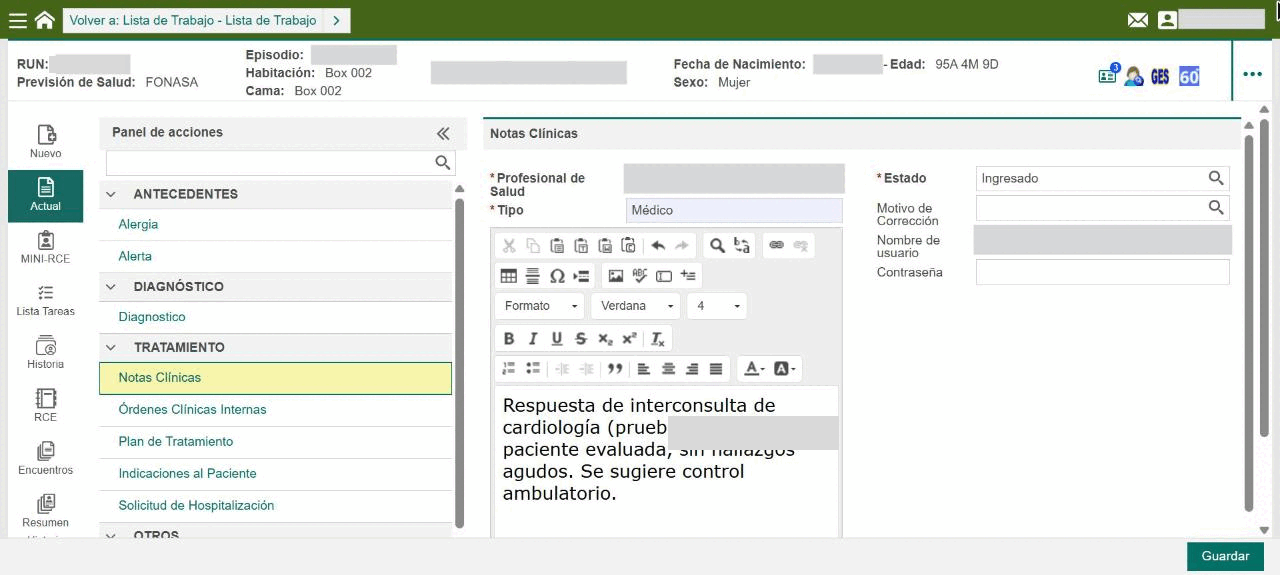 Volver a: Lista de Trabajo - Lista de Trabajo
RUN:
Previsión de Salud: FONASA
Episodio:
Habitación: Box 002
Cama: Box 002
Fecha de Nacimiento: - Edad: 95A 4M 9D
Sexo: Mujer
3
GES
60
Nuevo
Actual
MINI-RCE
Lista Tareas
Historia
RCE
Encuentros
Resumen
Panel de acciones
ANTECEDENTES
Alergia
Alerta
DIAGNÓSTICO
Diagnostico
TRATAMIENTO
Notas Clínicas
Órdenes Clínicas Internas
Plan de Tratamiento
Indicaciones al Paciente
Solicitud de Hospitalización
OTROS
Notas Clínicas
*Profesional de
Salud
* Tipo Médico
Formato Verdana 4
Respuesta de interconsulta de
cardiología (prueb
paciente evaluada, sin hallazgos
agudos. Se sugiere control
ambulatorio.
*Estado Ingresado
Motivo de
Corrección
Nombre de
usuario
Contraseña
Guardar